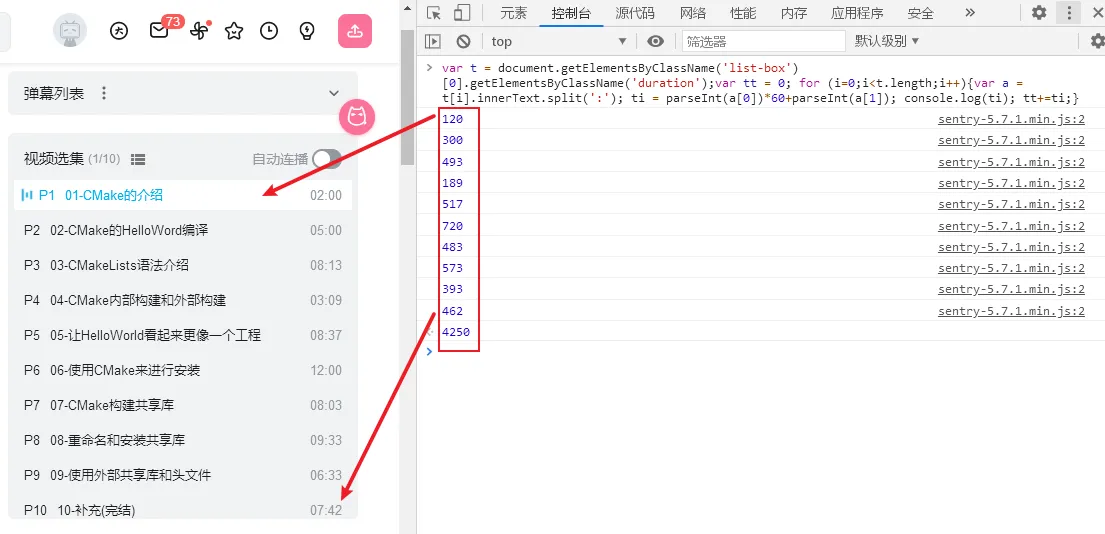 73
弹幕列表
视频选集 (1/10)
自动连播
P1 01-CMake的介绍 02:00
P2 02-CMake的HelloWord编译 05:00
P3 03-CMakeLists语法介绍 08:13
P4 04-CMake内部构建和外部构建 03:09
P5 05-让HelloWorld看起来更像一个工程 08:37
P6 06-使用CMake来进行安装 12:00
P7 07-CMake构建共享库 08:03
P8 08-重命名和安装共享库 09:33
P9 09-使用外部共享库和头文件 06:33
P10 10-补充(完结) 07:42
元素 控制台 源代码 网络 性能 内存 应用程序 安全 »
top 筛选器 默认级别
> var t = document.getElementsByClassName('list-box')
[0].getElementsByClassName('duration');var tt = 0; for (i=0;i<t.length;i++){var a =
t[i].innerText.split(':'); ti = parseInt(a[0])*60+parseInt(a[1]); console.log(ti); tt+=ti;}
120 sentry-5.7.1.min.js:2
300 sentry-5.7.1.min.js:2
493 sentry-5.7.1.min.js:2
189 sentry-5.7.1.min.js:2
517 sentry-5.7.1.min.js:2
720 sentry-5.7.1.min.js:2
483 sentry-5.7.1.min.js:2
573 sentry-5.7.1.min.js:2
393 sentry-5.7.1.min.js:2
462 sentry-5.7.1.min.js:2
4250
>